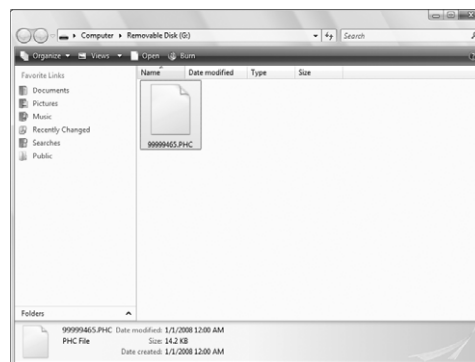 Computer ▸ Removable Disk (G:)
Search
Organize Views Open Burn
Favorite Links
Documents
Pictures
Music
Recently Changed
Searches
Public
Folders
Name Date modified Type Size
99999465.PHC
99999465.PHC Date modified: 1/1/2008 12:00 AM
PHC File Size: 14.2 KB
Date created: 1/1/2008 12:00 AM